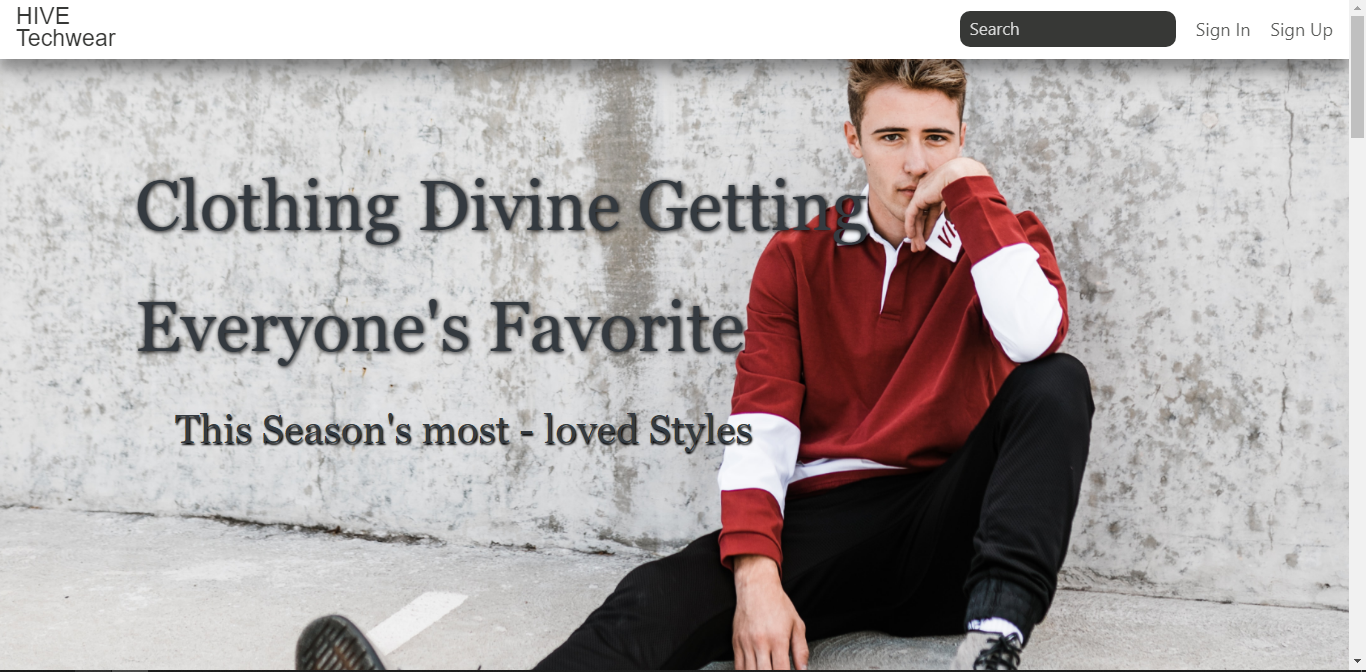 HIVE
Techwear
Search
Sign In
Sign Up
Clothing Divine Getting
Everyone's Favorite
This Season's most - loved Styles